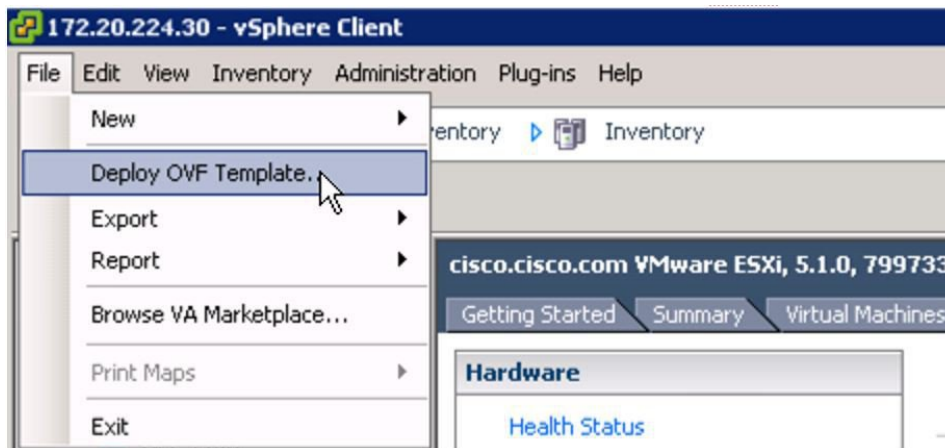 172.20.224.30 - vSphere Client
File Edit View Inventory Administration Plug-ins Help
New
entory Inventory
Deploy OVF Template..
Export
Report
cisco.cisco.com VMware ESXi, 5.1.0, 799733
Browse VA Marketplace...
Getting Started Summary Virtual Machines
Print Maps
Hardware
Exit
Health Status